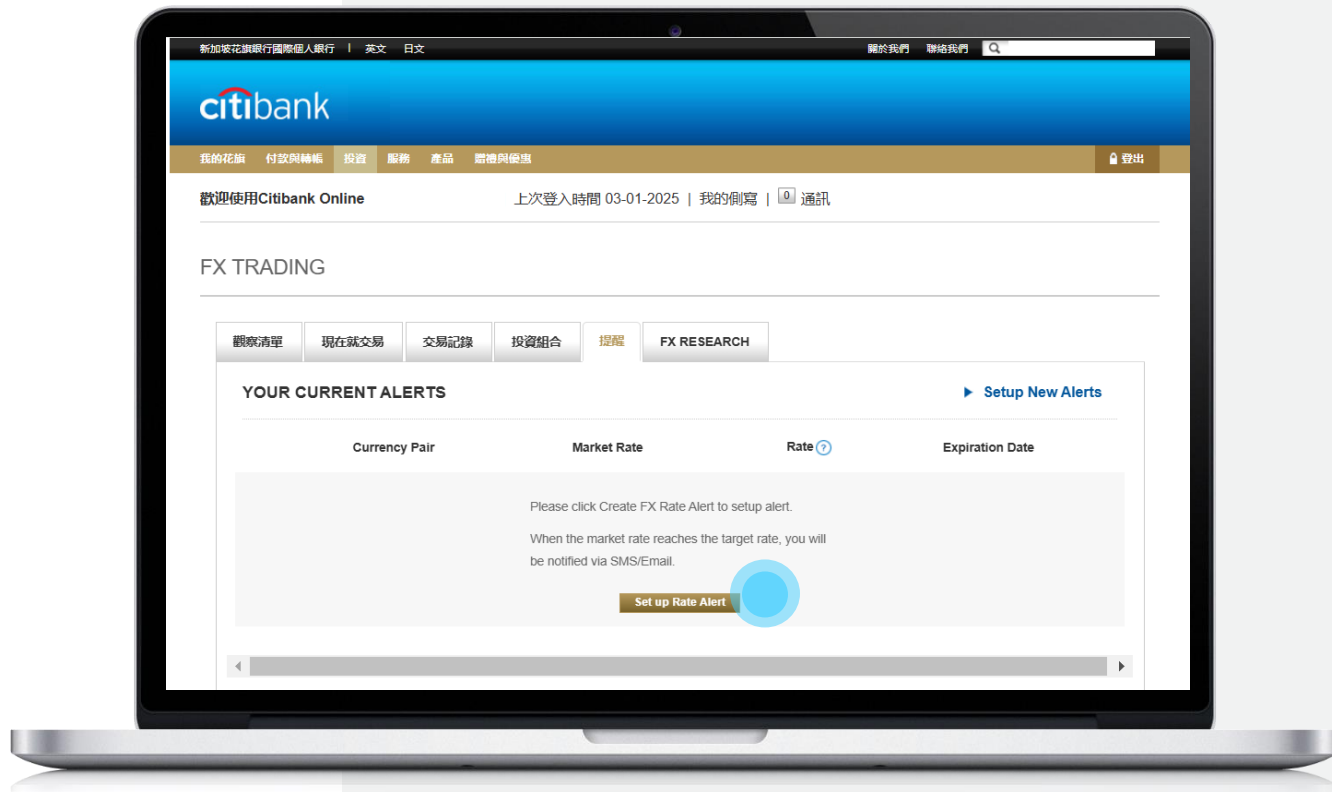 新加坡花旗銀行國際個人銀行 | 英文 日文 關於我們 聯絡我們
citibank
我的花旗 付款與轉帳 投資 服務 產品 贈禮與優惠 登出
歡迎使用Citibank Online 上次登入時間 03-01-2025 | 我的側寫 | 0 通訊
FX TRADING
觀察清單 現在就交易 交易記錄 投資組合 提醒 FX RESEARCH
YOUR CURRENT ALERTS Setup New Alerts
Currency Pair Market Rate Rate ? Expiration Date
Please click Create FX Rate Alert to setup alert.
When the market rate reaches the target rate, you will
be notified via SMS/Email.
Set up Rate Alert